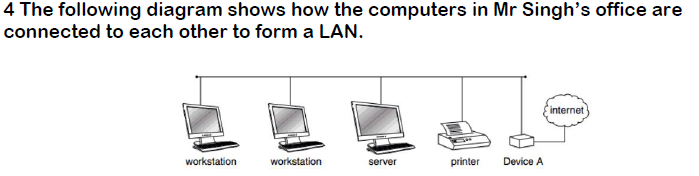 4 The following diagram shows how the computers in Mr Singh's office are
connected to each other to form a LAN.
internet
workstation workstation server printer Device A